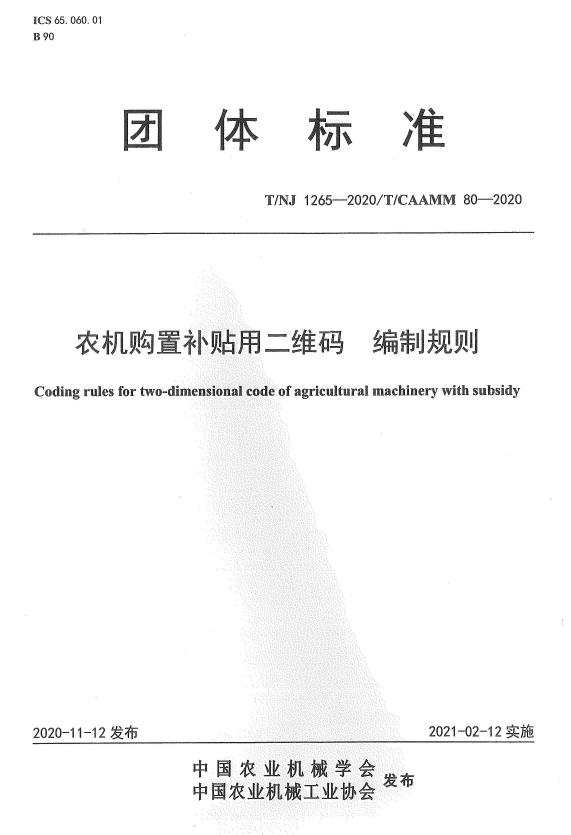 ICS 65.060.01
B 90
团 体 标 准
T/NJ 1265—2020/T/CAAMM 80—2020
农机购置补贴用二维码 编制规则
Coding rules for two-dimensional code of agricultural machinery with subsidy
2020-11-12 发布
2021-02-12 实施
中国农业机械学会
中国农业机械工业协会
发布